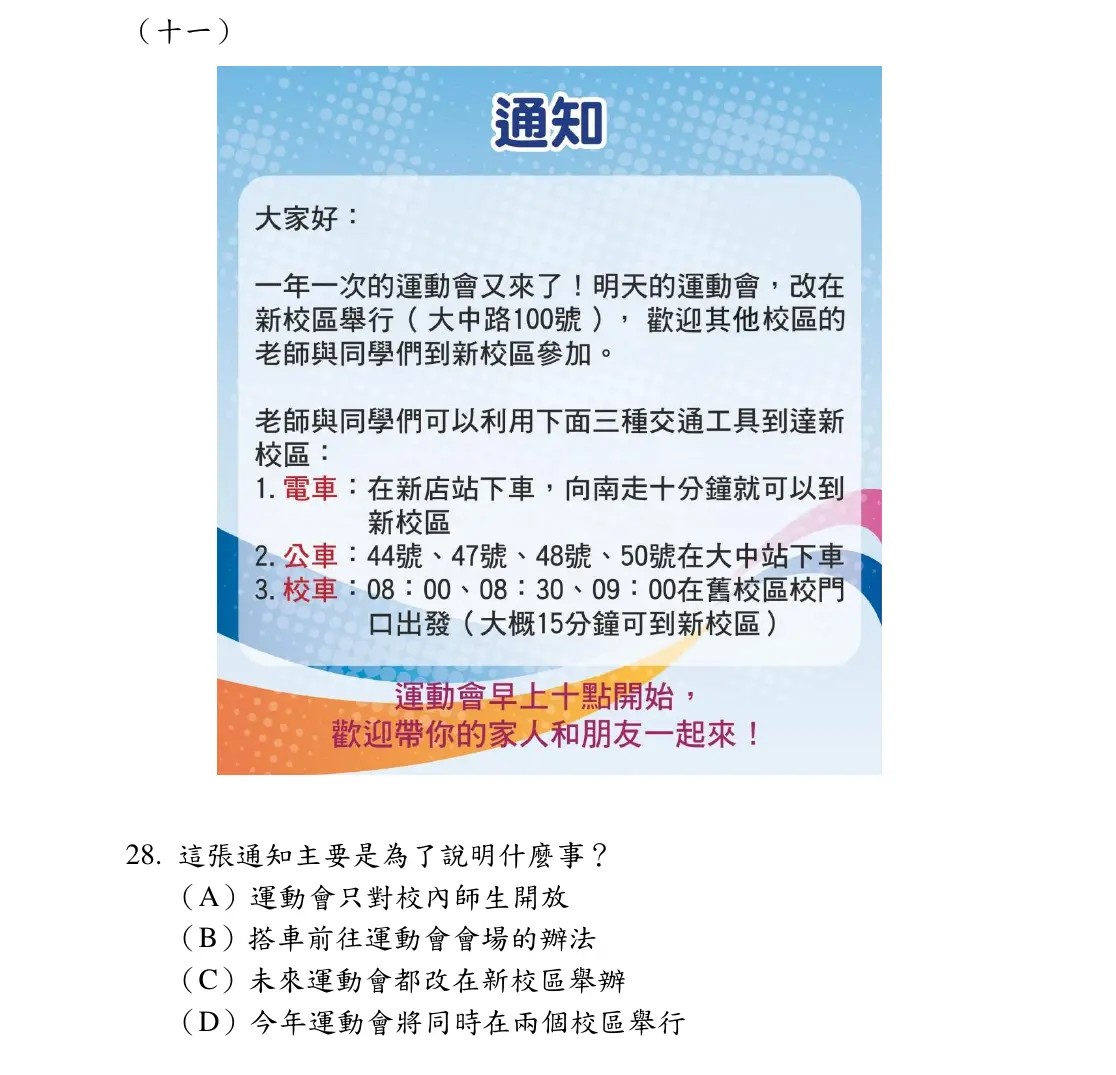 （十一）
通知
大家好：
一年一次的運動會又來了！明天的運動會，改在
新校區舉行（大中路100號），歡迎其他校區的
老師與同學們到新校區參加。
老師與同學們可以利用下面三種交通工具到達新
校區：
1. 電車：在新店站下車，向南走十分鐘就可以到
新校區
2. 公車：44號、47號、48號、50號在大中站下車
3. 校車：08：00、08：30、09：00在舊校區校門
口出發（大概15分鐘可到新校區）
運動會早上十點開始，
歡迎帶你的家人和朋友一起來！
28. 這張通知主要是為了說明什麼事？
（A）運動會只對校內師生開放
（B）搭車前往運動會會場的辦法
（C）未來運動會都改在新校區舉辦
（D）今年運動會將同時在兩個校區舉行